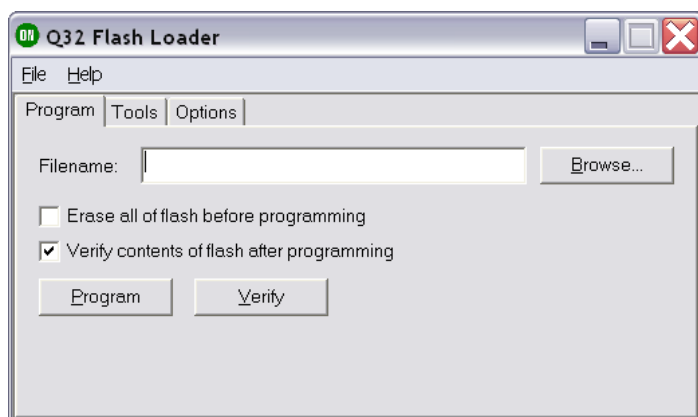 ON Q32 Flash Loader
File Help
Program Tools Options
Filename: Browse...
Erase all of flash before programming
Verify contents of flash after programming
Program Verify